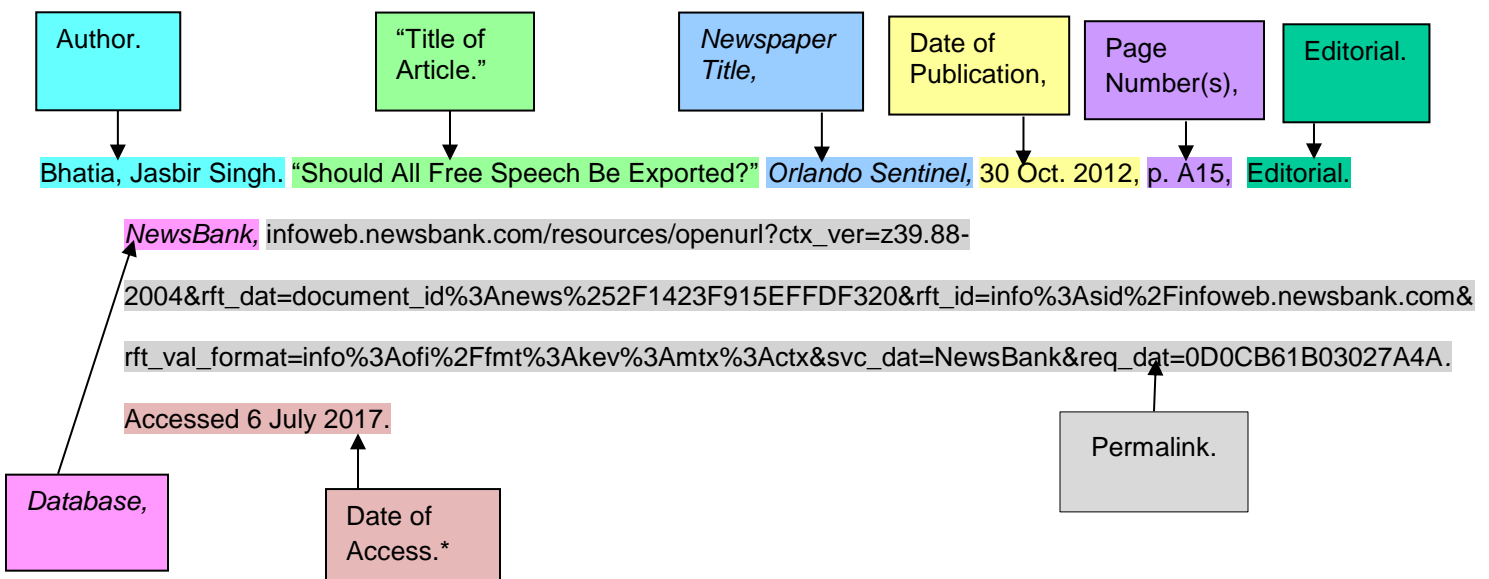 Author.
“Title of
Article.”
Newspaper
Title,
Date of
Publication,
Page
Number(s),
Editorial.
Bhatia, Jasbir Singh. “Should All Free Speech Be Exported?” Orlando Sentinel, 30 Oct. 2012, p. A15, Editorial.
NewsBank, infoweb.newsbank.com/resources/openurl?ctx_ver=z39.88-
2004&rft_dat=document_id%3Anews%252F1423F915EFFDF320&rft_id=info%3Asid%2Finfoweb.newsbank.com&
rft_val_format=info%3Aofi%2Ffmt%3Akev%3Amtx%3Actx&svc_dat=NewsBank&req_dat=0D0CB61B03027A4A.
Accessed 6 July 2017.
Permalink.
Database,
Date of
Access.*